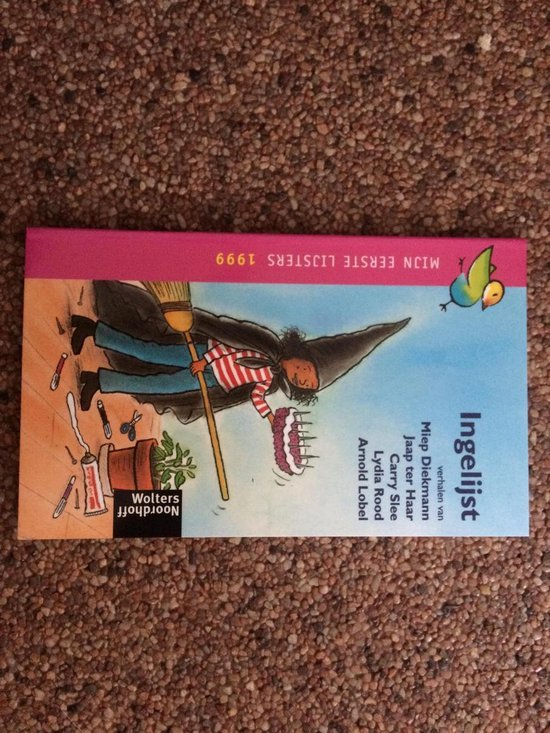 MIJN EERSTE LIJSTERS 1999
Ingelijst
verhalen van
Miep Diekmann
Jaap ter Haar
Carry Slee
Lydia Rood
Arnold Lobel
Wolters
Noordhoff